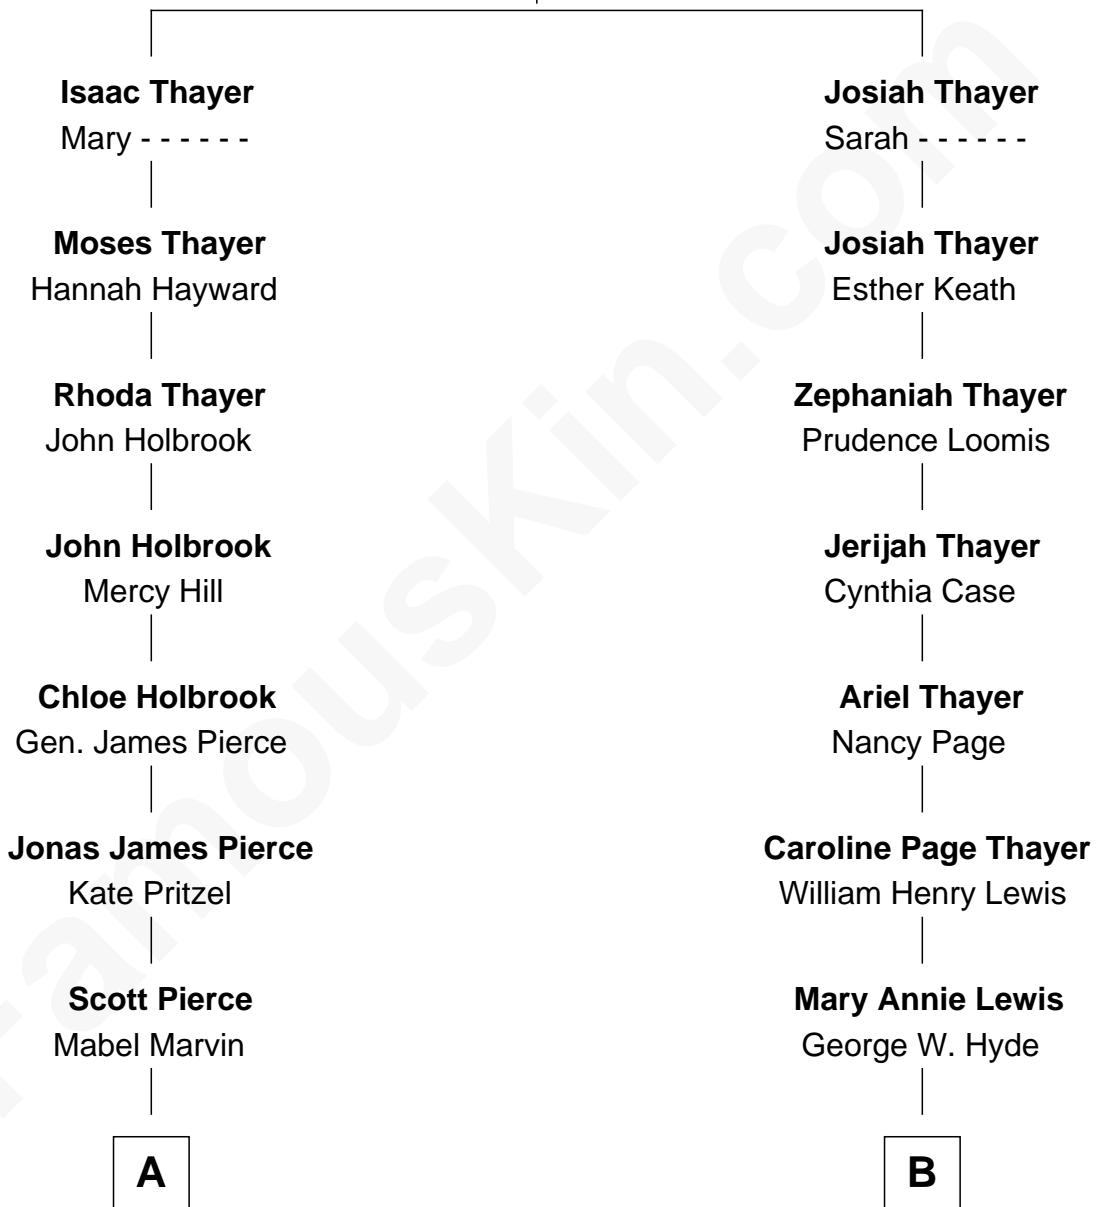 Isaac Thayer
Mary - - - - - -
Moses Thayer
Hannah Hayward
Rhoda Thayer
John Holbrook
John Holbrook
Mercy Hill
Chloe Holbrook
Gen. James Pierce
Jonas James Pierce
Kate Pritzel
Scott Pierce
Mabel Marvin
A
Josiah Thayer
Sarah - - - - - -
Josiah Thayer
Esther Keath
Zephaniah Thayer
Prudence Loomis
Jerijah Thayer
Cynthia Case
Ariel Thayer
Nancy Page
Caroline Page Thayer
William Henry Lewis
Mary Annie Lewis
George W. Hyde
B
FamousKin.com